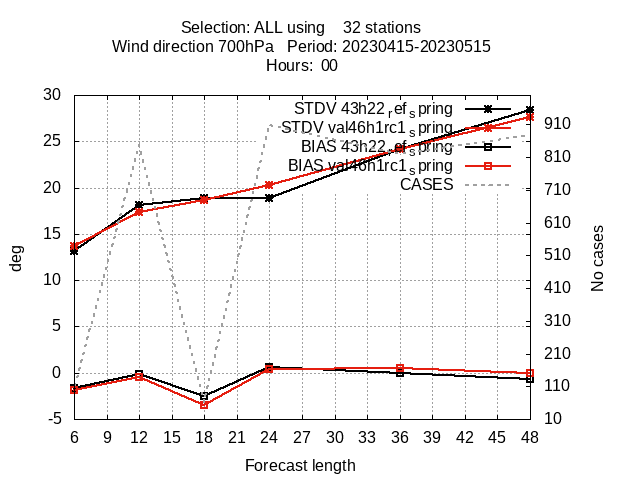 Selection: ALL using    32 stations
Wind direction 700hPa   Period: 20230415-20230515
Hours:  00
30
25
20
15
10
5
0
-5
deg
STDV 43h22_ref_spring
STDV val46h1rc1_spring
BIAS 43h22_ref_spring
BIAS val46h1rc1_spring
CASES
910
810
710
610
510
410
310
210
110
10
No cases
6 9 12 15 18 21 24 27 30 33 36 39 42 45 48
Forecast length